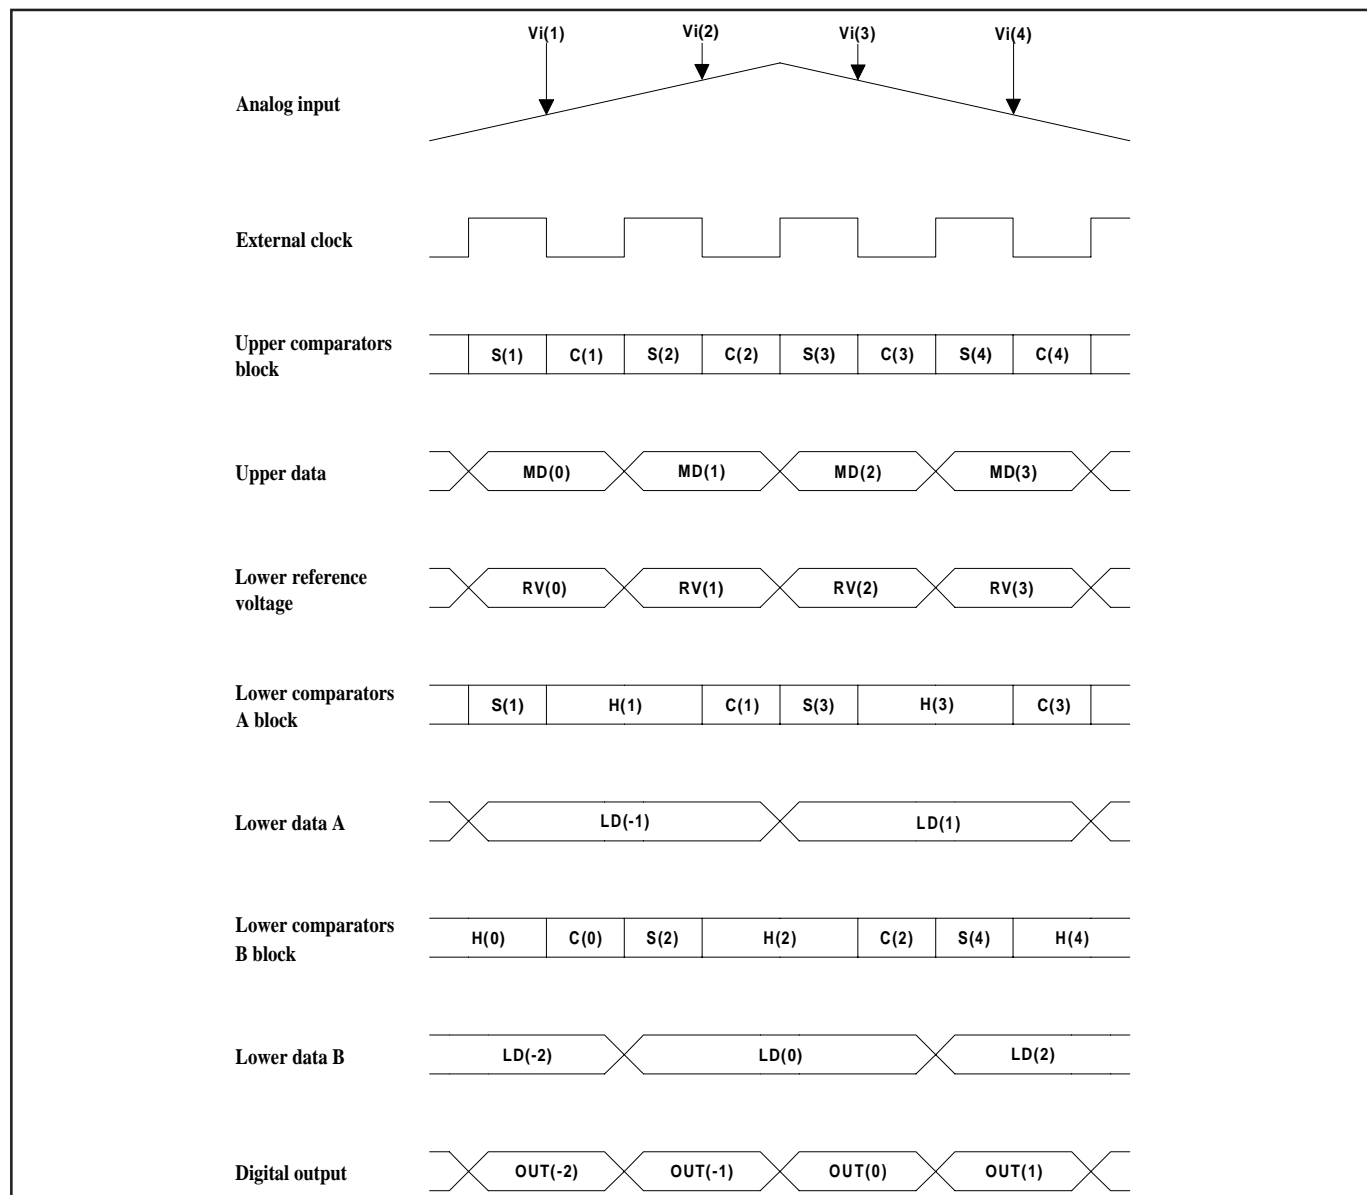 Vi(1) Vi(2) Vi(3) Vi(4)
Analog input
External clock
Upper comparators
block
S(1) C(1) S(2) C(2) S(3) C(3) S(4) C(4)
Upper data
MD(0) MD(1) MD(2) MD(3)
Lower reference
voltage
RV(0) RV(1) RV(2) RV(3)
Lower comparators
A block
S(1) H(1) C(1) S(3) H(3) C(3)
Lower data A
LD(-1) LD(1)
Lower comparators
B block
H(0) C(0) S(2) H(2) C(2) S(4) H(4)
Lower data B
LD(-2) LD(0) LD(2)
Digital output
OUT(-2) OUT(-1) OUT(0) OUT(1)